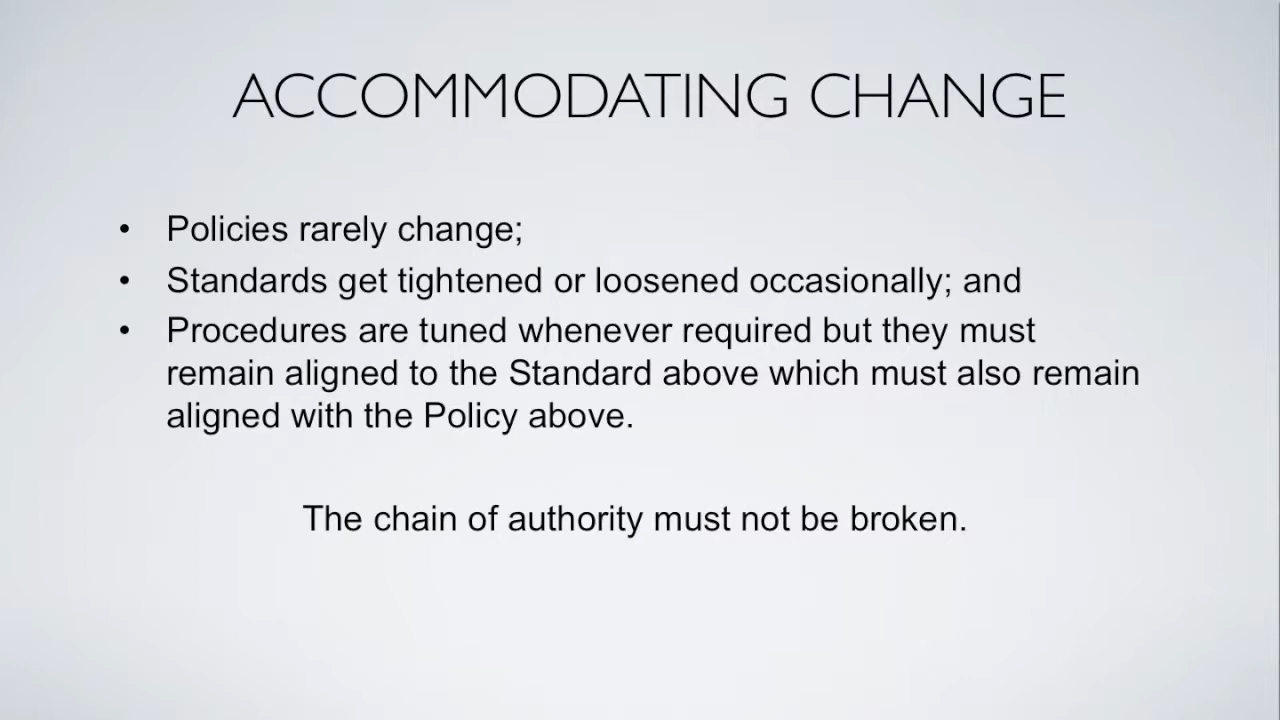 ACCOMMODATING CHANGE
• Policies rarely change;
• Standards get tightened or loosened occasionally; and
• Procedures are tuned whenever required but they must
remain aligned to the Standard above which must also remain
aligned with the Policy above.
The chain of authority must not be broken.